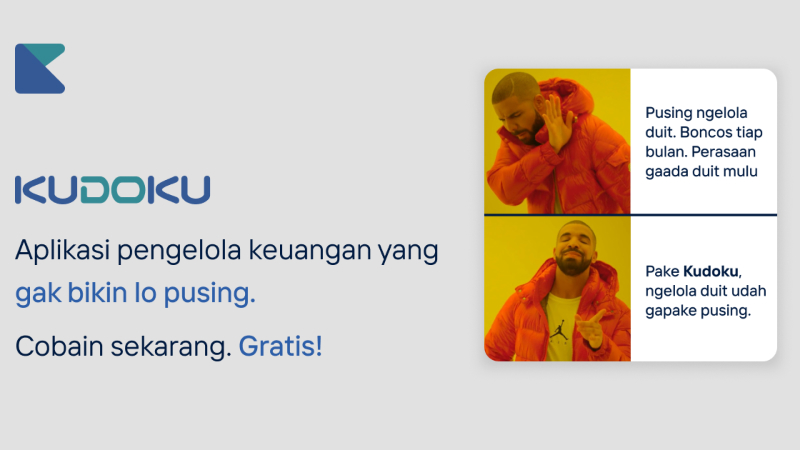 KUDOKU
Aplikasi pengelola keuangan yang
gak bikin lo pusing.
Cobain sekarang. Gratis!
Pusing ngelola
duit. Boncos tiap
bulan. Perasaan
gaada duit mulu
Pake Kudoku,
ngelola duit udah
gapake pusing.